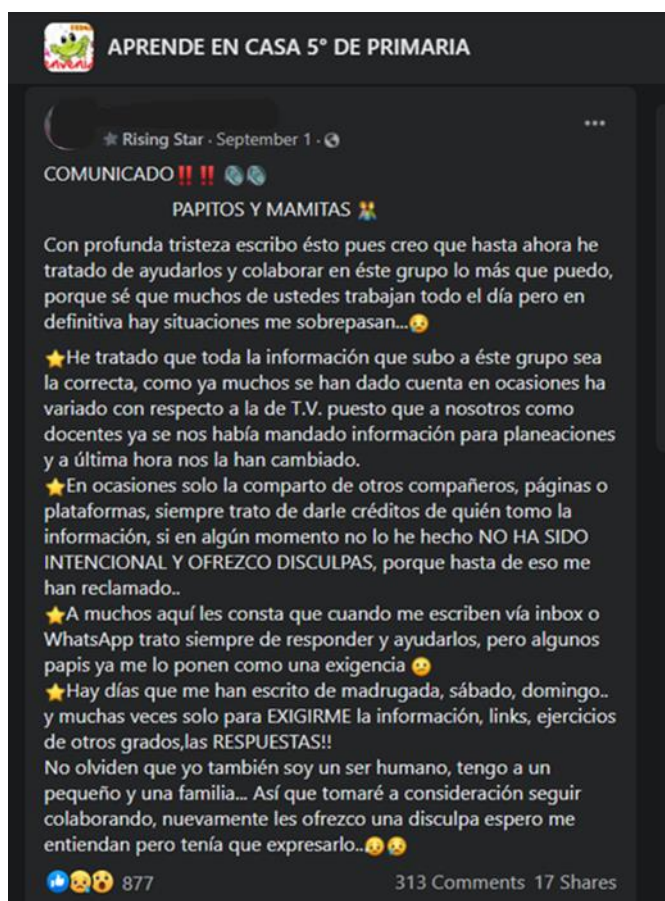 APRENDE EN CASA 5° DE PRIMARIA
Rising Star · September 1 ·
COMUNICADO‼️‼️
PAPITOS Y MAMITAS
Con profunda tristeza escribo ésto pues creo que hasta ahora he
tratado de ayudarlos y colaborar en éste grupo lo más que puedo,
porque sé que muchos de ustedes trabajan todo el día pero en
definitiva hay situaciones me sobrepasan...😢
⭐He tratado que toda la información que subo a éste grupo sea
la correcta, como ya muchos se han dado cuenta en ocasiones ha
variado con respecto a la de T.V. puesto que a nosotros como
docentes ya se nos había mandado información para planeaciones
y a última hora nos la han cambiado.
⭐En ocasiones solo la comparto de otros compañeros, páginas o
plataformas, siempre trato de darle créditos de quién tomo la
información, si en algún momento no lo he hecho NO HA SIDO
INTENCIONAL Y OFREZCO DISCULPAS, porque hasta de eso me
han reclamado..
⭐A muchos aquí les consta que cuando me escriben vía inbox o
WhatsApp trato siempre de responder y ayudarlos, pero algunos
papis ya me lo ponen como una exigencia 😕
⭐Hay días que me han escrito de madrugada, sábado, domingo..
y muchas veces solo para EXIGIRME la información, links, ejercicios
de otros grados,las RESPUESTAS!!
No olviden que yo también soy un ser humano, tengo a un
pequeño y una familia... Así que tomaré a consideración seguir
colaborando, nuevamente les ofrezco una disculpa espero me
entiendan pero tenía que expresarlo..😥😢
877
313 Comments 17 Shares